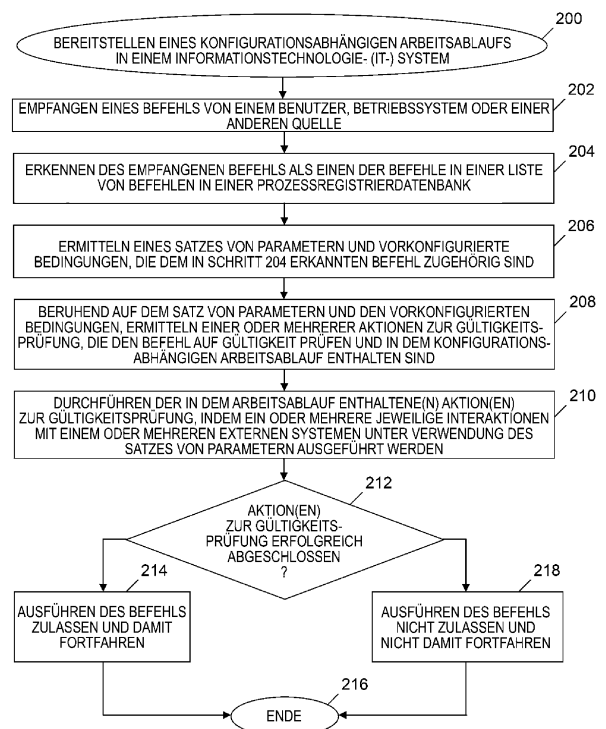 200
BEREITSTELLEN EINES KONFIGURATIONSABHÄNGIGEN ARBEITSABLAUFS
IN EINEM INFORMATIONSTECHNOLOGIE- (IT-) SYSTEM
202
EMPFANGEN EINES BEFEHLS VON EINEM BENUTZER, BETRIEBSSYSTEM ODER EINER
ANDEREN QUELLE
204
ERKENNEN DES EMPFANGENEN BEFEHLS ALS EINEN DER BEFEHLE IN EINER LISTE
VON BEFEHLEN IN EINER PROZESSREGISTRIERDATENBANK
206
ERMITTELN EINES SATZES VON PARAMETERN UND VORKONFIGURIERTE
BEDINGUNGEN, DIE DEM IN SCHRITT 204 ERKANNTEN BEFEHL ZUGEHÖRIG SIND
208
BERUHEND AUF DEM SATZ VON PARAMETERN UND DEN VORKONFIGURIERTEN
BEDINGUNGEN, ERMITTELN EINER ODER MEHRERER AKTIONEN ZUR GÜLTIGKEITS-
PRÜFUNG, DIE DEN BEFEHL AUF GÜLTIGKEIT PRÜFEN UND IN DEM KONFIGURATIONS-
ABHÄNGIGEN ARBEITSABLAUF ENTHALTEN SIND
210
DURCHFÜHREN DER IN DEM ARBEITSABLAUF ENTHALTENE(N) AKTION(EN)
ZUR GÜLTIGKEITSPRÜFUNG, INDEM EIN ODER MEHRERE JEWEILIGE INTERAKTIONEN
MIT EINEM ODER MEHREREN EXTERNEN SYSTEMEN UNTER VERWENDUNG DES
SATZES VON PARAMETERN AUSGEFÜHRT WERDEN
212
AKTION(EN)
ZUR GÜLTIGKEITS-
PRÜFUNG ERFOLGREICH
ABGESCHLOSSEN
?
214
AUSFÜHREN DES BEFEHLS
ZULASSEN UND DAMIT
FORTFAHREN
218
AUSFÜHREN DES BEFEHLS
NICHT ZULASSEN UND
NICHT DAMIT FORTFAHREN
216
ENDE